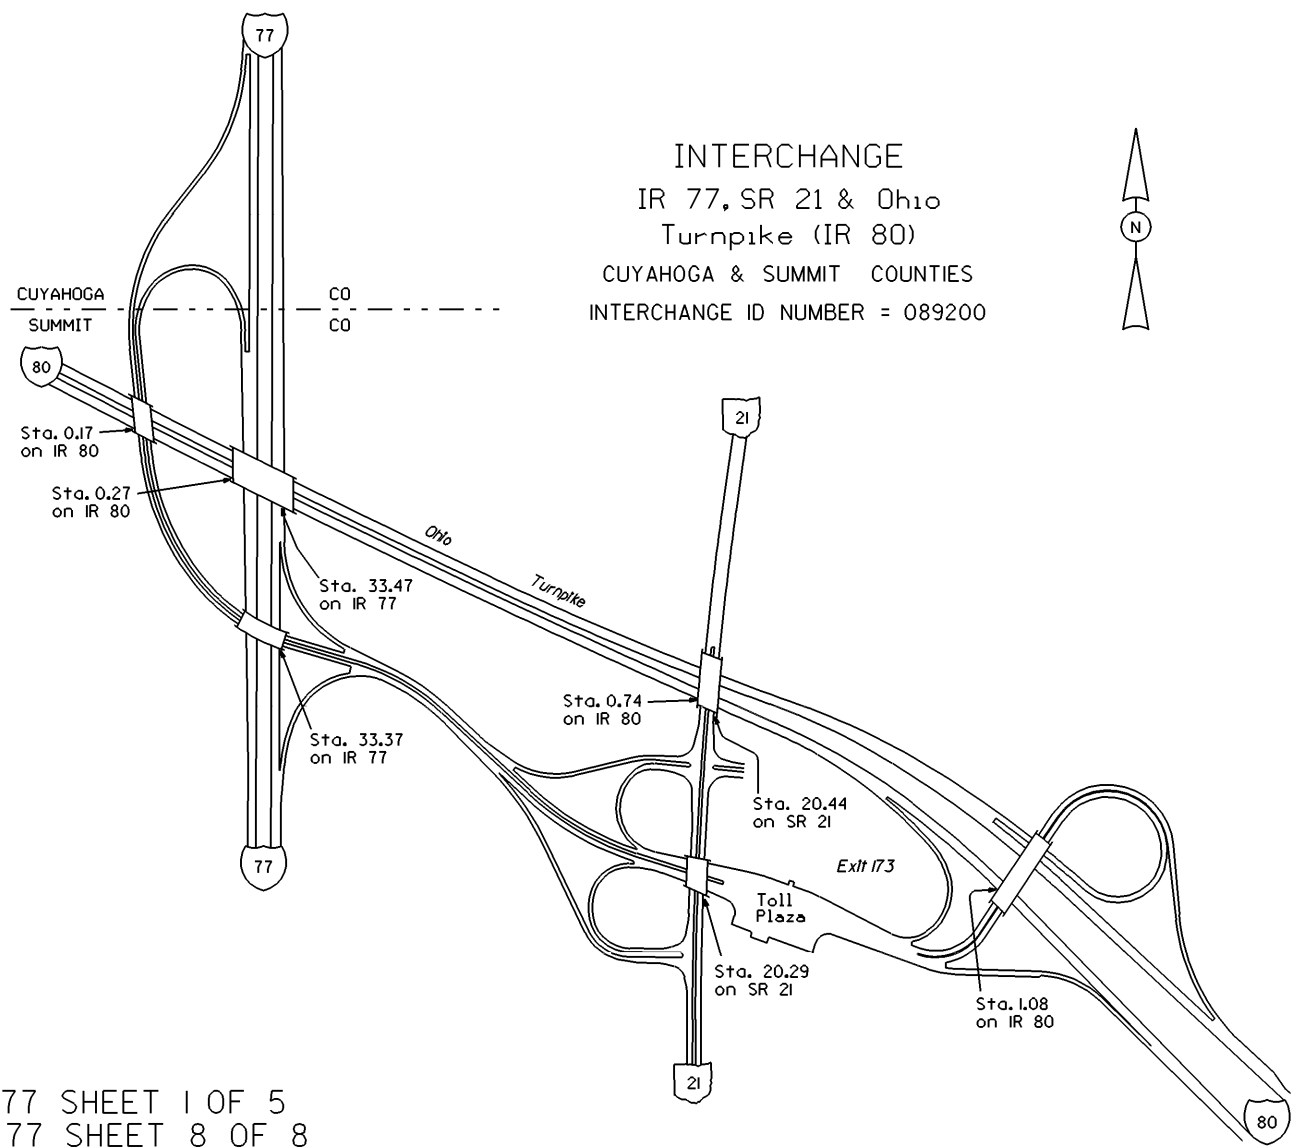 77
INTERCHANGE
IR 77, SR 21 & Ohio
Turnpike (IR 80)
CUYAHOGA & SUMMIT COUNTIES
INTERCHANGE ID NUMBER = 089200
N
CUYAHOGA CO
SUMMIT CO
80
21
Sta. 0.17
on IR 80
Sta. 0.27
on IR 80
Ohio
Turnpike
Sta. 33.47
on IR 77
Sta. 0.74
on IR 80
Sta. 33.37
on IR 77
Sta. 20.44
on SR 21
77
Exit 173
Toll
Plaza
Sta. 20.29
on SR 21
Sta. 1.08
on IR 80
21
80
77 SHEET 1 OF 5
77 SHEET 8 OF 8